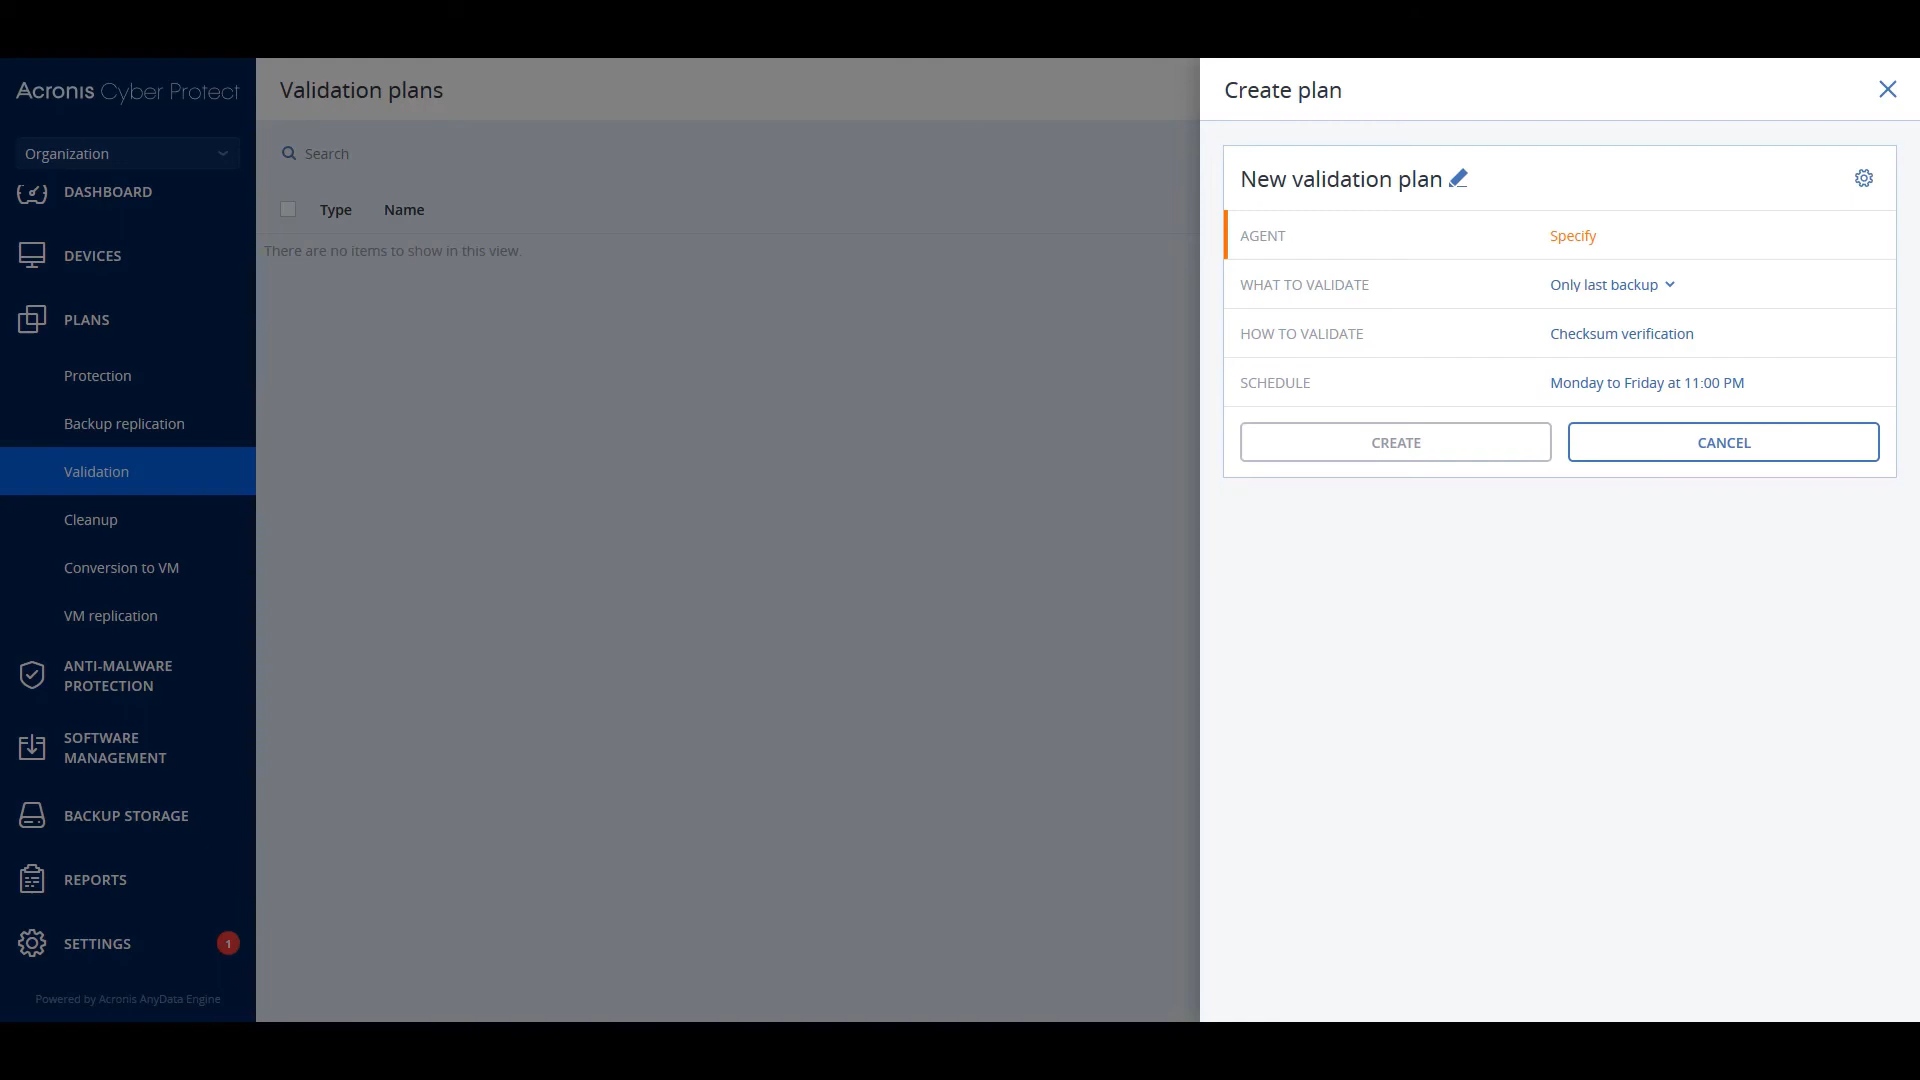 Acronis Cyber Protect
Organization
DASHBOARD
DEVICES
PLANS
Protection
Backup replication
Validation
Cleanup
Conversion to VM
VM replication
ANTI-MALWARE
PROTECTION
SOFTWARE
MANAGEMENT
BACKUP STORAGE
REPORTS
SETTINGS 1
Powered by Acronis AnyData Engine
Validation plans
Search
Type Name
There are no items to show in this view.
Create plan
New validation plan
AGENT Specify
WHAT TO VALIDATE Only last backup
HOW TO VALIDATE Checksum verification
SCHEDULE Monday to Friday at 11:00 PM
CREATE CANCEL